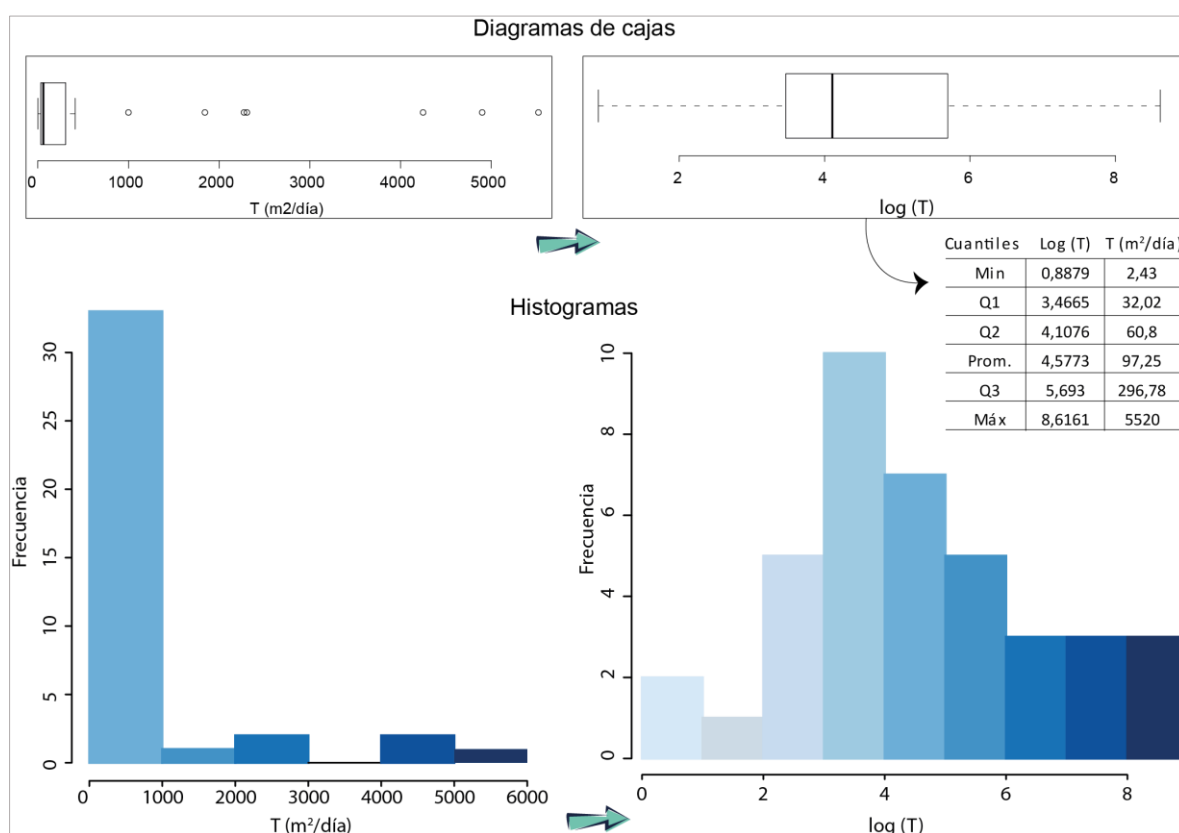 Diagramas de cajas
0 1000 2000 3000 4000 5000
T (m2/día)
2 4 6 8
log (T)
Cuantiles Log (T) T (m²/día)
Min 0,8879 2,43
Q1 3,4665 32,02
Q2 4,1076 60,8
Prom. 4,5773 97,25
Q3 5,693 296,78
Máx 8,6161 5520
Histogramas
Frecuencia
0 5 10 15 20 25 30
0 1000 2000 3000 4000 5000 6000
T (m²/día)
Frecuencia
0 2 4 6 8 10
0 2 4 6 8
log (T)